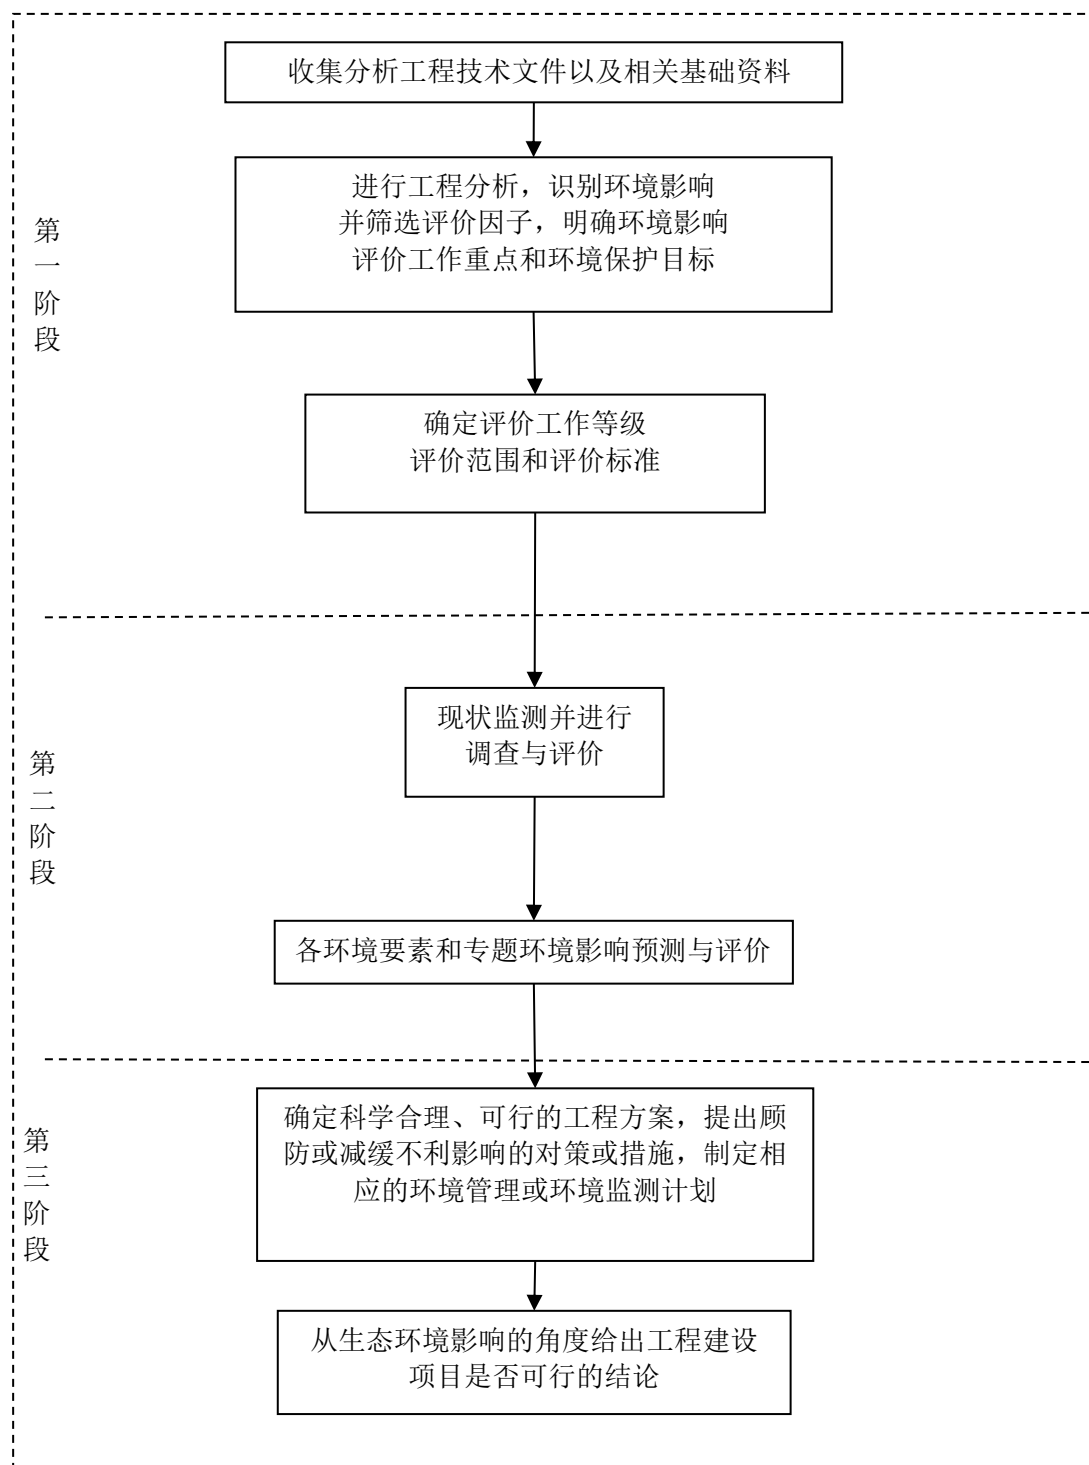 收集分析工程技术文件以及相关基础资料
进行工程分析，识别环境影响
并筛选评价因子，明确环境影响
评价工作重点和环境保护目标
第
一
阶
段
确定评价工作等级
评价范围和评价标准
现状监测并进行
调查与评价
第
二
阶
段
各环境要素和专题环境影响预测与评价
确定科学合理、可行的工程方案，提出顾
防或减缓不利影响的对策或措施，制定相
应的环境管理或环境监测计划
第
三
阶
段
从生态环境影响的角度给出工程建设
项目是否可行的结论